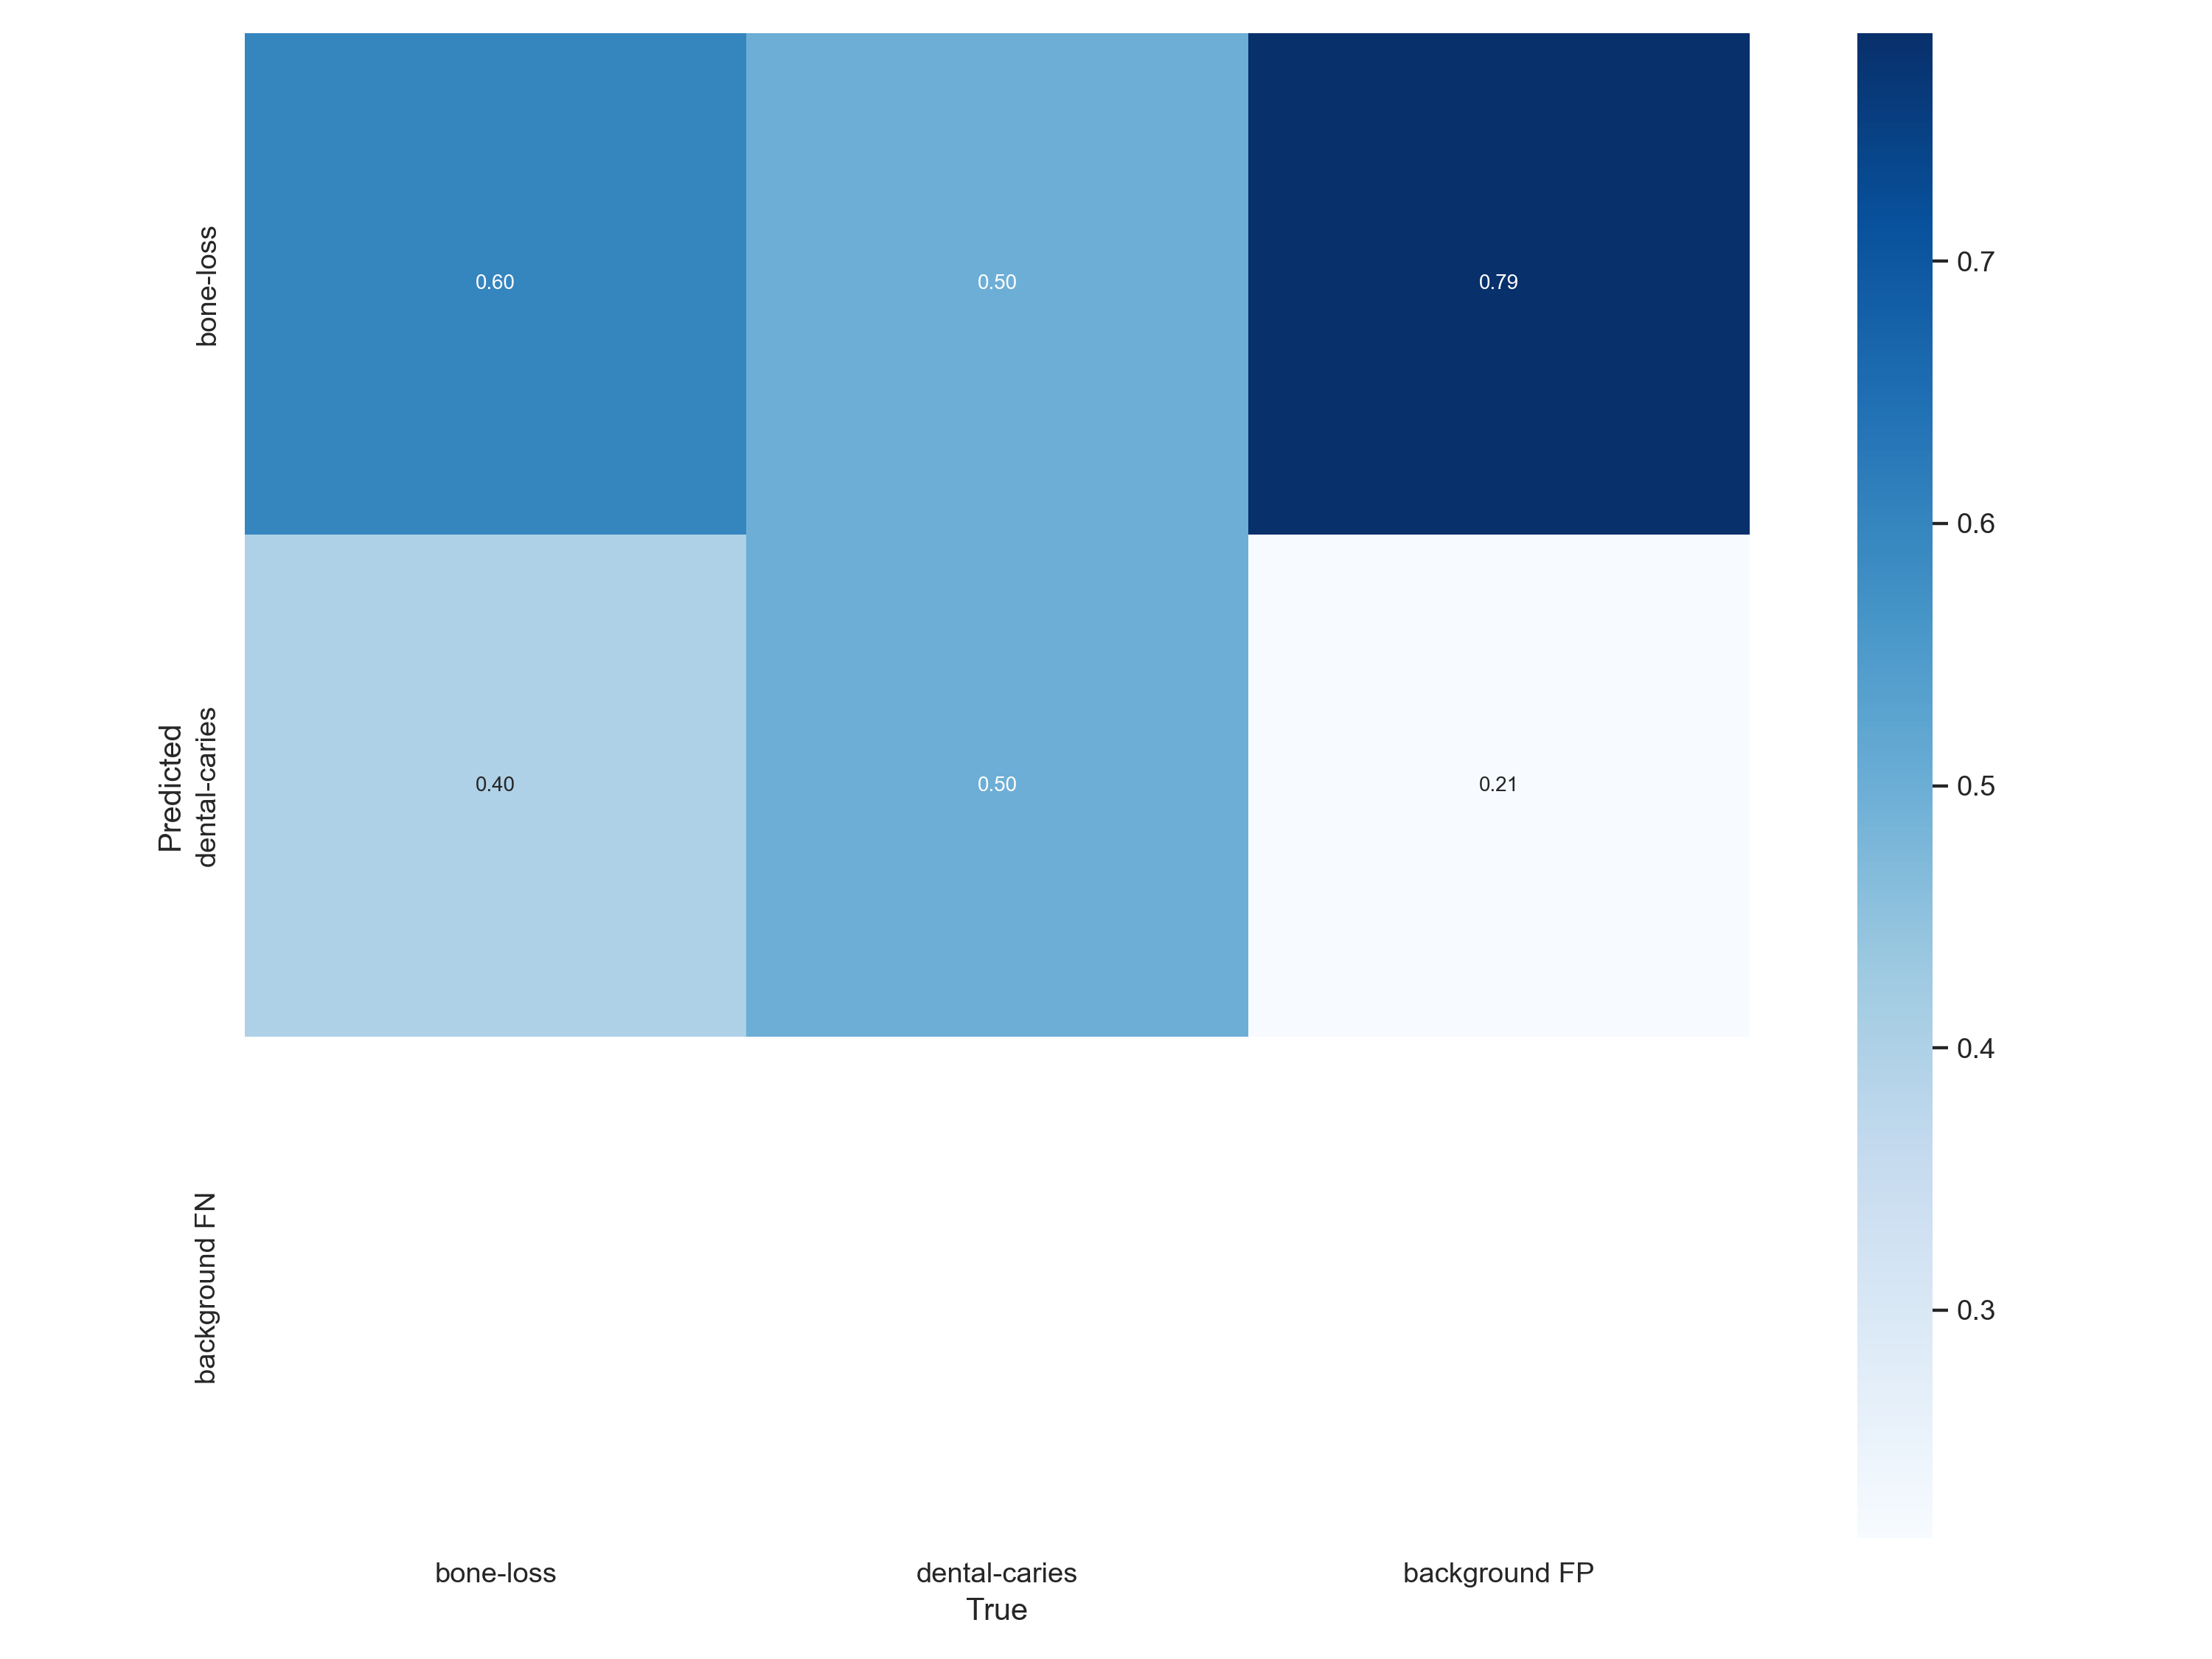 bone-loss
0.60
0.50
0.79
0.7
0.6
Predicted
dental-caries
0.40
0.50
0.21
0.5
0.4
background FN
0.3
bone-loss
dental-caries
background FP
True